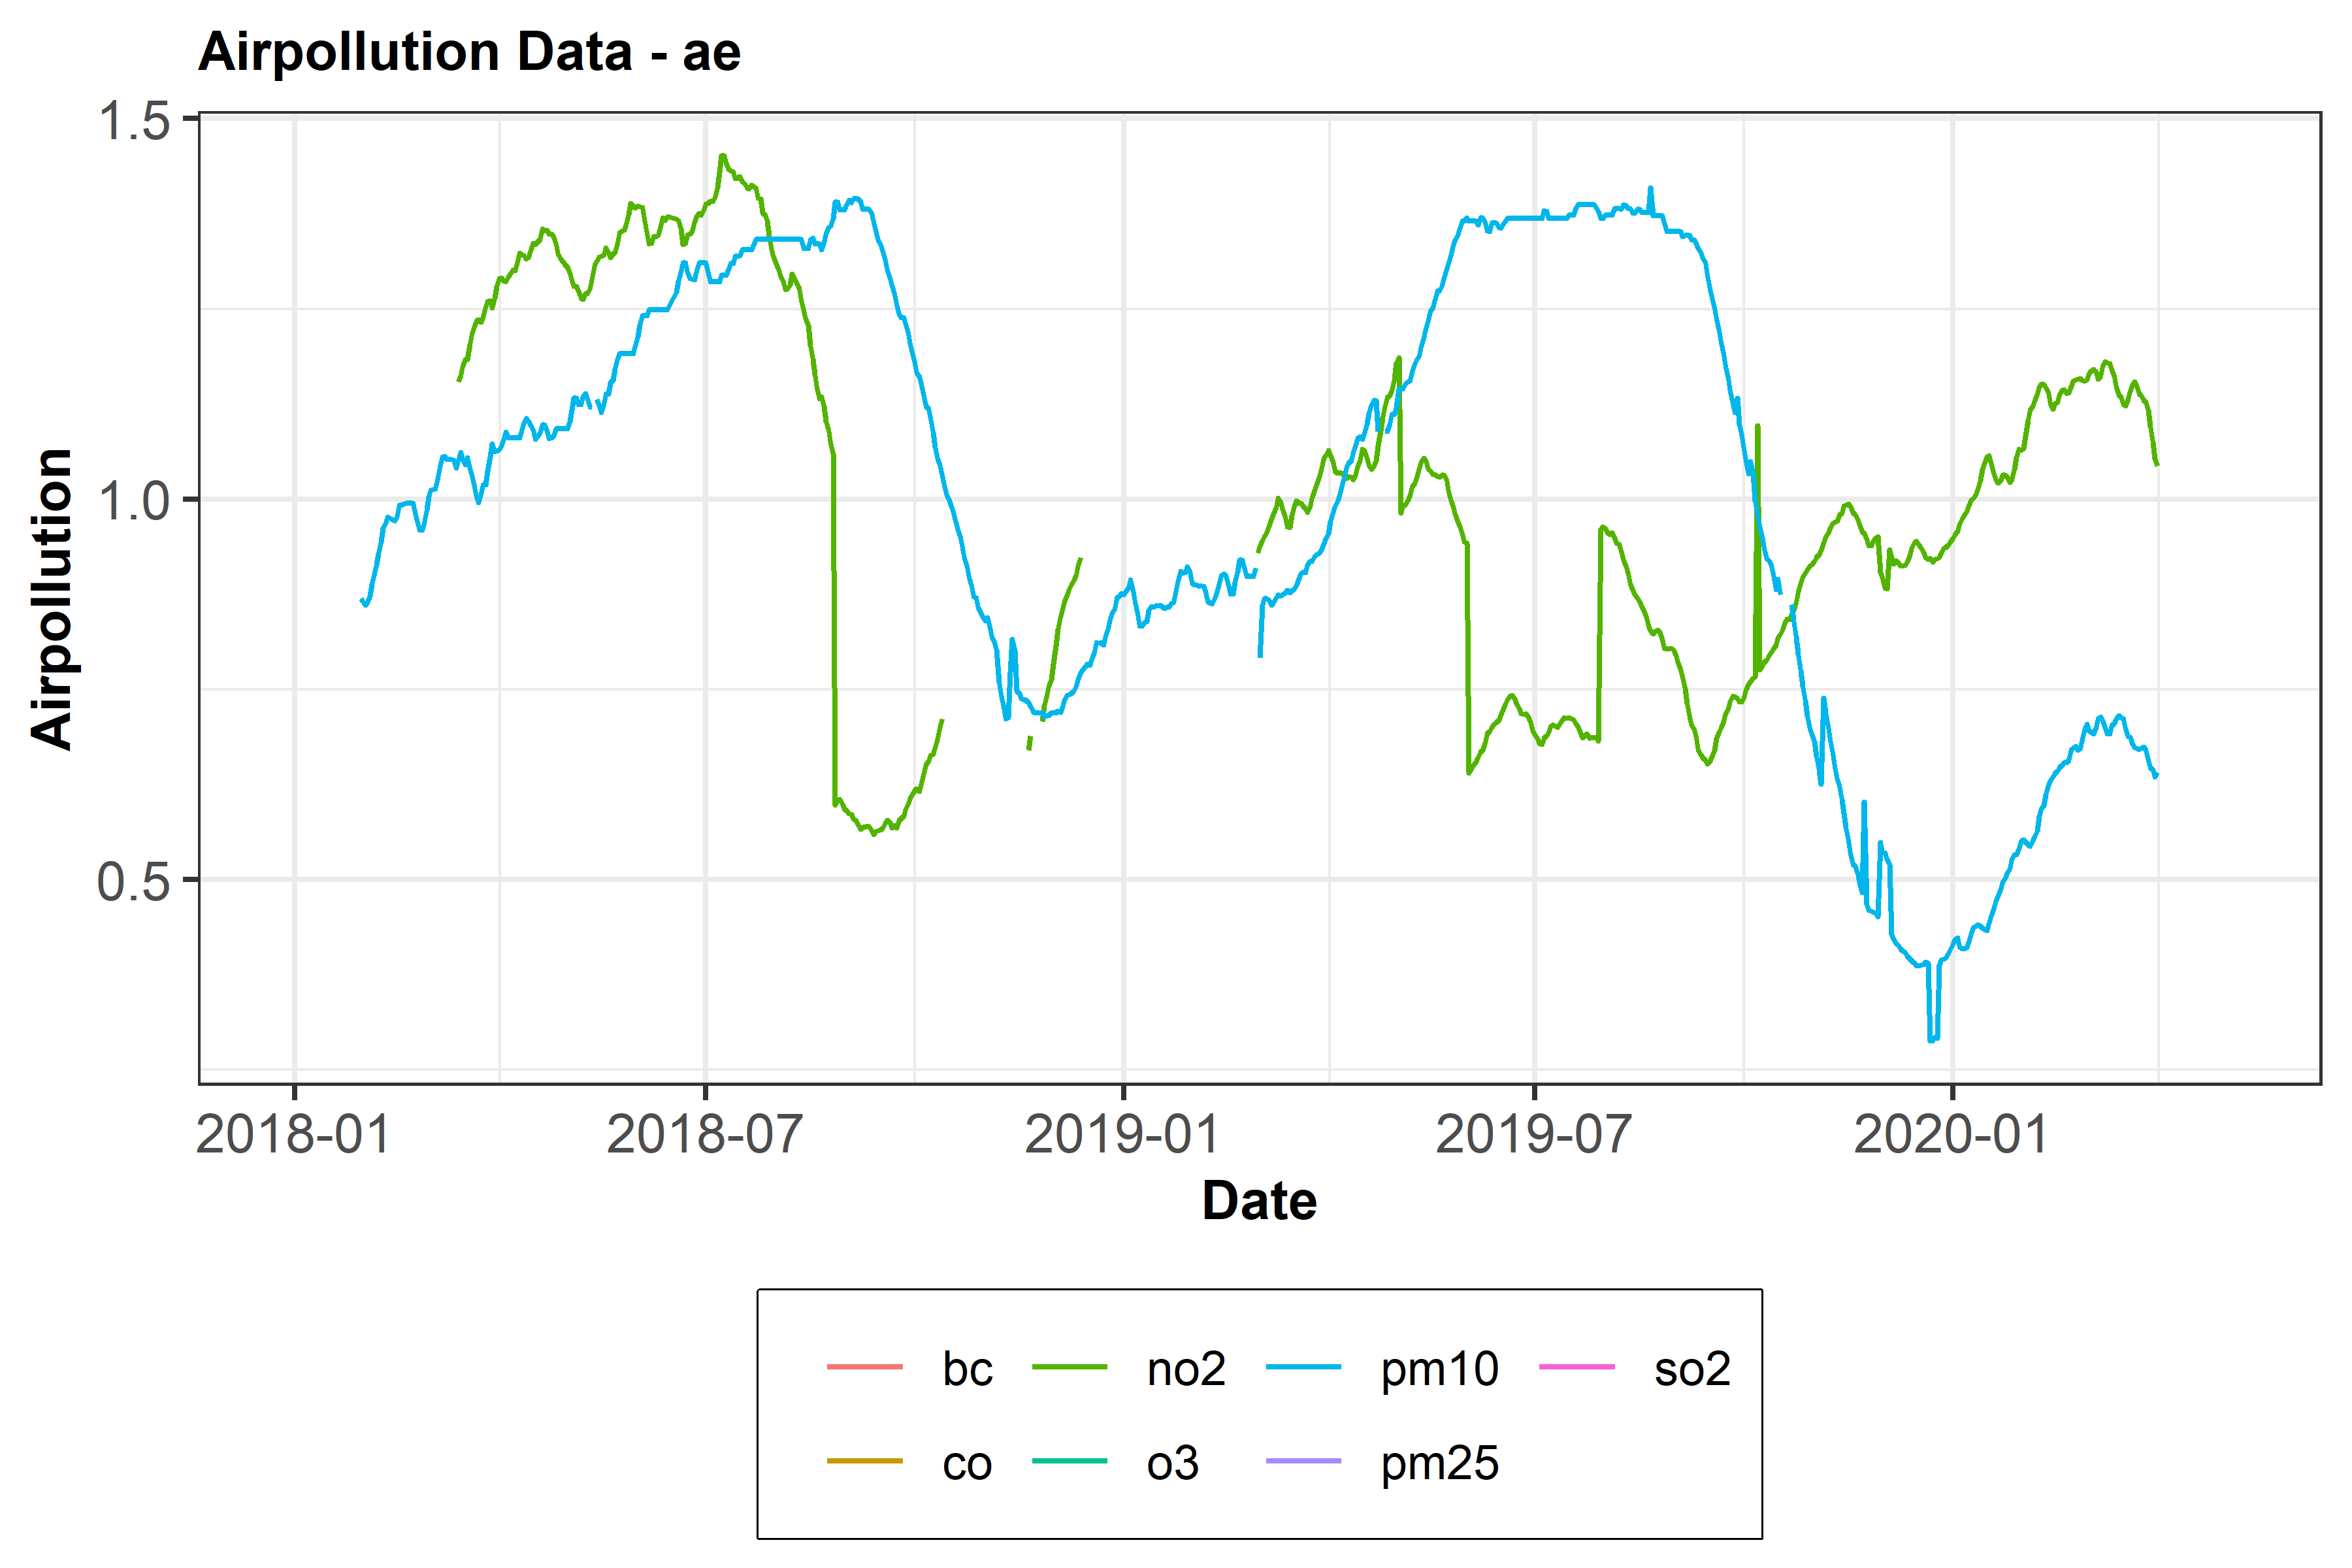 Airpollution Data - ae
1.5
1.0
0.5
Airpollution
2018-01 2018-07 2019-01 2019-07 2020-01
Date
bc no2 pm10 so2
co o3 pm25